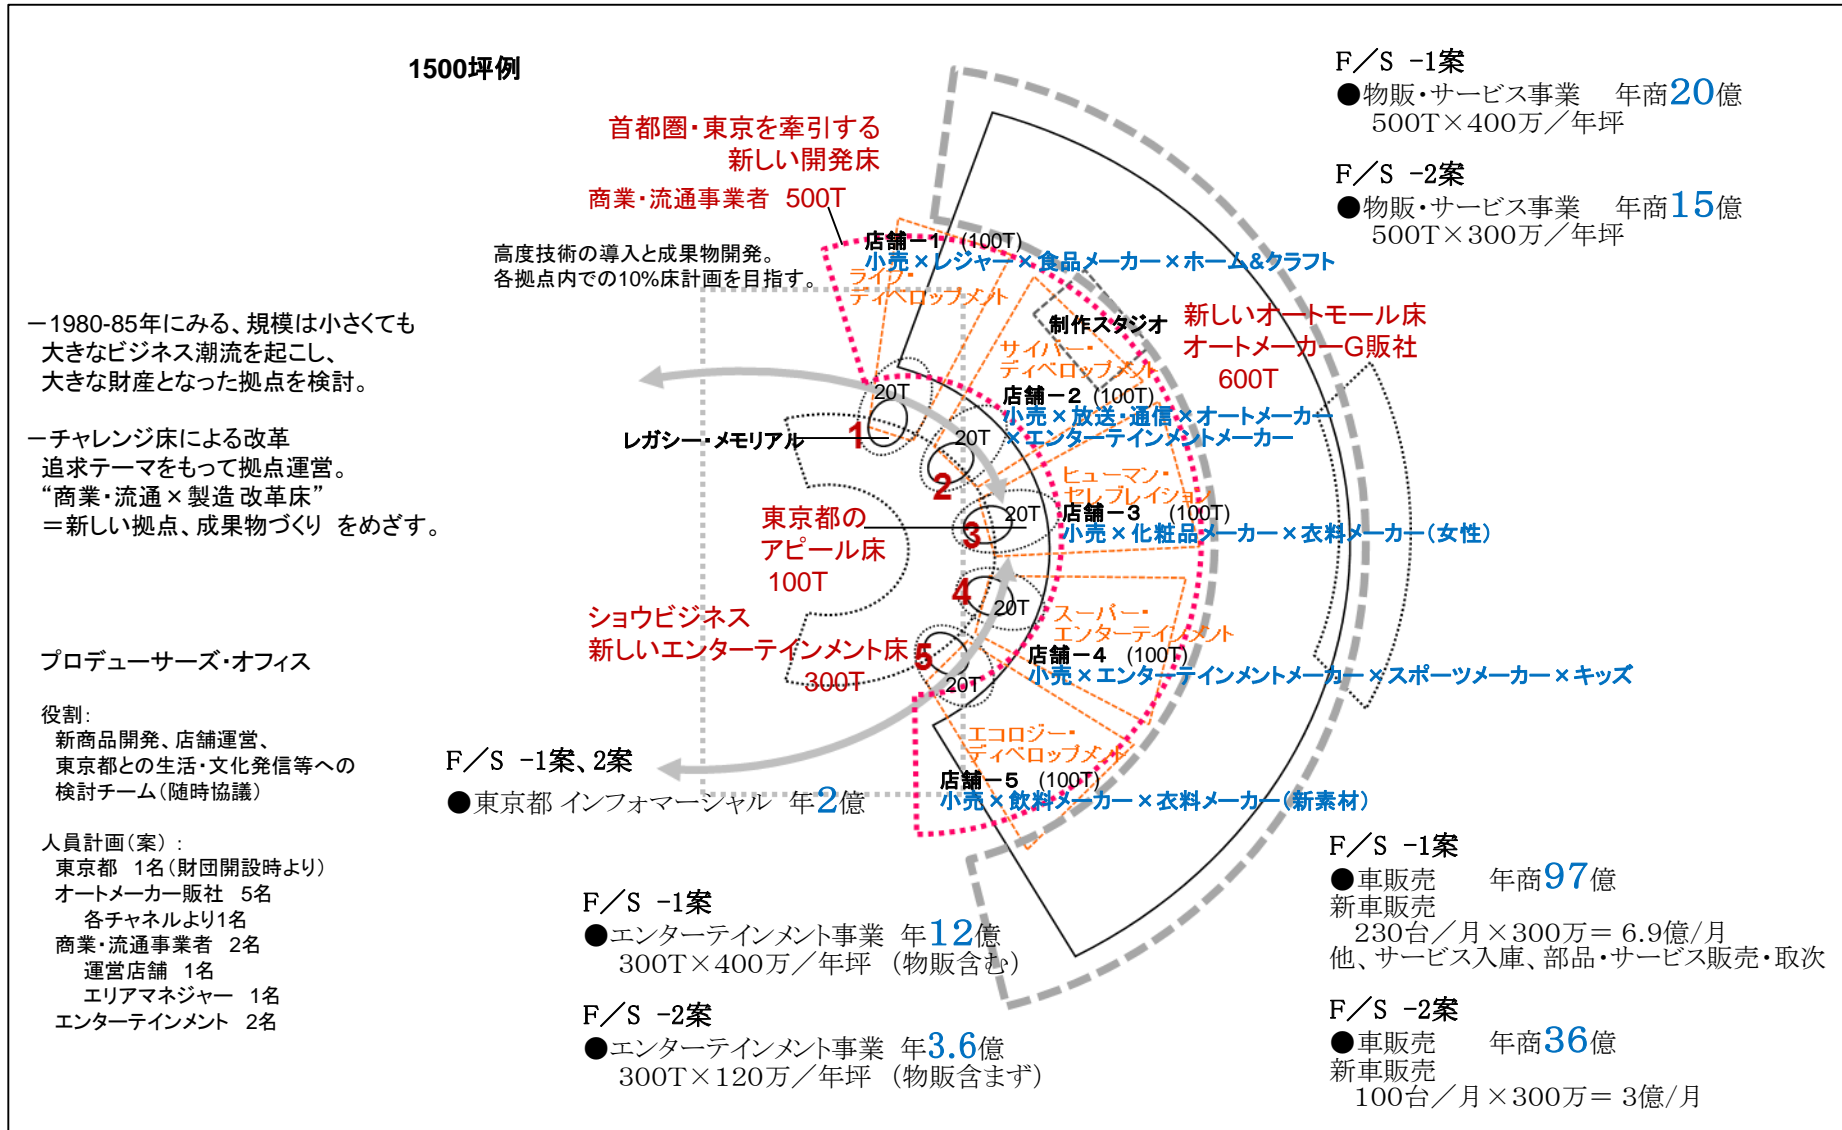 1500坪例
首都圏・東京を牽引する
新しい開発床
商業・流通事業者 500T
高度技術の導入と成果物開発。
各拠点内での10%床計画を目指す。
－1980-85年にみる、規模は小さくても
大きなビジネス潮流を起こし、
大きな財産となった拠点を検討。
－チャレンジ床による改革
追求テーマをもって拠点運営。
“商業・流通×製造 改革床”
＝新しい拠点、成果物づくり をめざす。
プロデューサーズ・オフィス
役割：
新商品開発、店舗運営、
東京都との生活・文化発信等への
検討チーム（随時協議）
人員計画（案）：
東京都 1名（財団開設時より）
オートメーカー販社 5名
各チャネルより1名
商業・流通事業者 2名
運営店舗 1名
エリアマネジャー 1名
エンターテインメント 2名
レガシー・メモリアル
東京都の
アピール床
100T
ショウビジネス
新しいエンターテインメント床
300T
1
2
3
4
5
20T
20T
20T
20T
20T
店舗－1 （100T）
小売×レジャー×食品メーカー×ホーム&クラフト
ライフ・
ディベロップメント
制作スタジオ
サイバー・
ディベロップメント
店舗－2 （100T）
小売×放送・通信×オートメーカー
×エンターテインメントメーカー
ヒューマン・
セレブレイション
店舗－3 （100T）
小売×化粧品メーカー×衣料メーカー（女性）
スーパー・
エンターテインメント
店舗－4 （100T）
小売×エンターテインメントメーカー×スポーツメーカー×キッズ
エコロジー・
ディベロップメント
店舗－5 （100T）
小売×飲料メーカー×衣料メーカー（新素材）
新しいオートモール床
オートメーカーG販社
600T
F／S -1案
●物販・サービス事業 年商20億
500T×400万／年坪
F／S -2案
●物販・サービス事業 年商15億
500T×300万／年坪
F／S -1案、2案
●東京都 インフォマーシャル 年2億
F／S -1案
●エンターテインメント事業 年12億
300T×400万／年坪 （物販含む）
F／S -2案
●エンターテインメント事業 年3.6億
300T×120万／年坪 （物販含まず）
F／S -1案
●車販売 年商97億
新車販売
230台／月×300万＝ 6.9億/月
他、サービス入庫、部品・サービス販売・取次
F／S -2案
●車販売 年商36億
新車販売
100台／月×300万＝ 3億/月